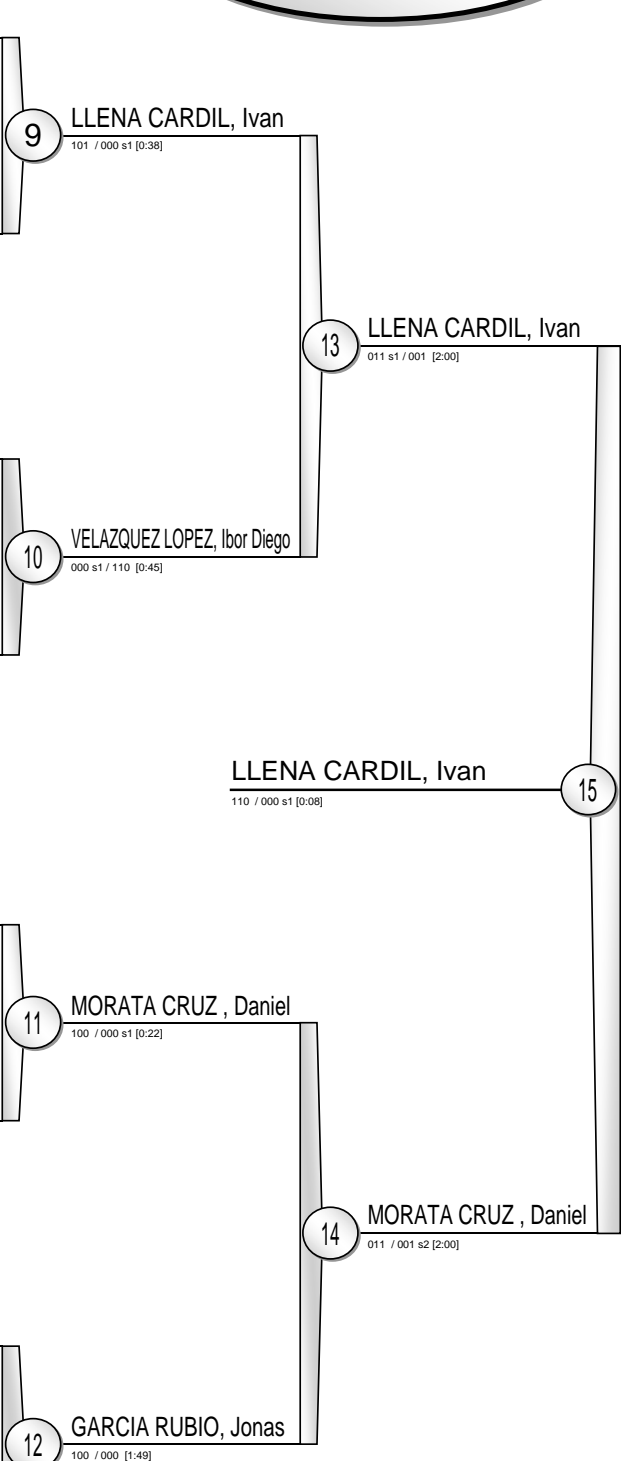 LLENA CARDIL, Ivan
9
101 / 000 s1 [0:38]
LLENA CARDIL, Ivan
13
011 s1 / 001 [2:00]
VELAZQUEZ LOPEZ, Ibor Diego
10
000 s1 / 110 [0:45]
LLENA CARDIL, Ivan
15
110 / 000 s1 [0:08]
MORATA CRUZ , Daniel
11
100 / 000 s1 [0:22]
MORATA CRUZ , Daniel
14
011 / 001 s2 [2:00]
GARCIA RUBIO, Jonas
12
100 / 000 [1:49]